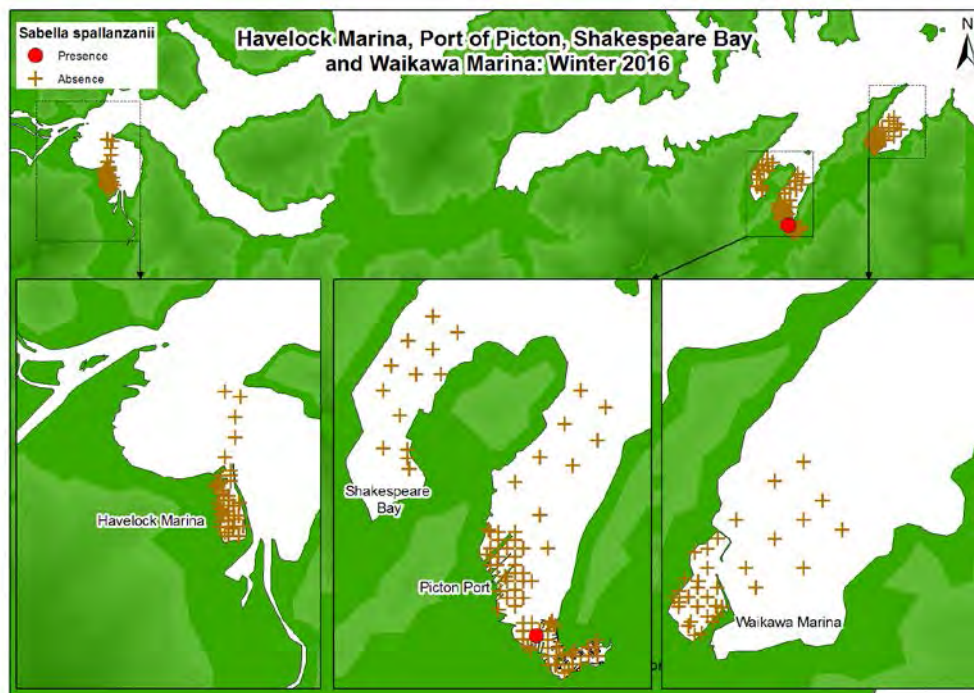 Sabella spallanzanii
Presence
Absence
Havelock Marina, Port of Picton, Shakespeare Bay
and Waikawa Marina: Winter 2016
N
Havelock Marina
Shakespeare
Bay
Picton Port
Waikawa Marina